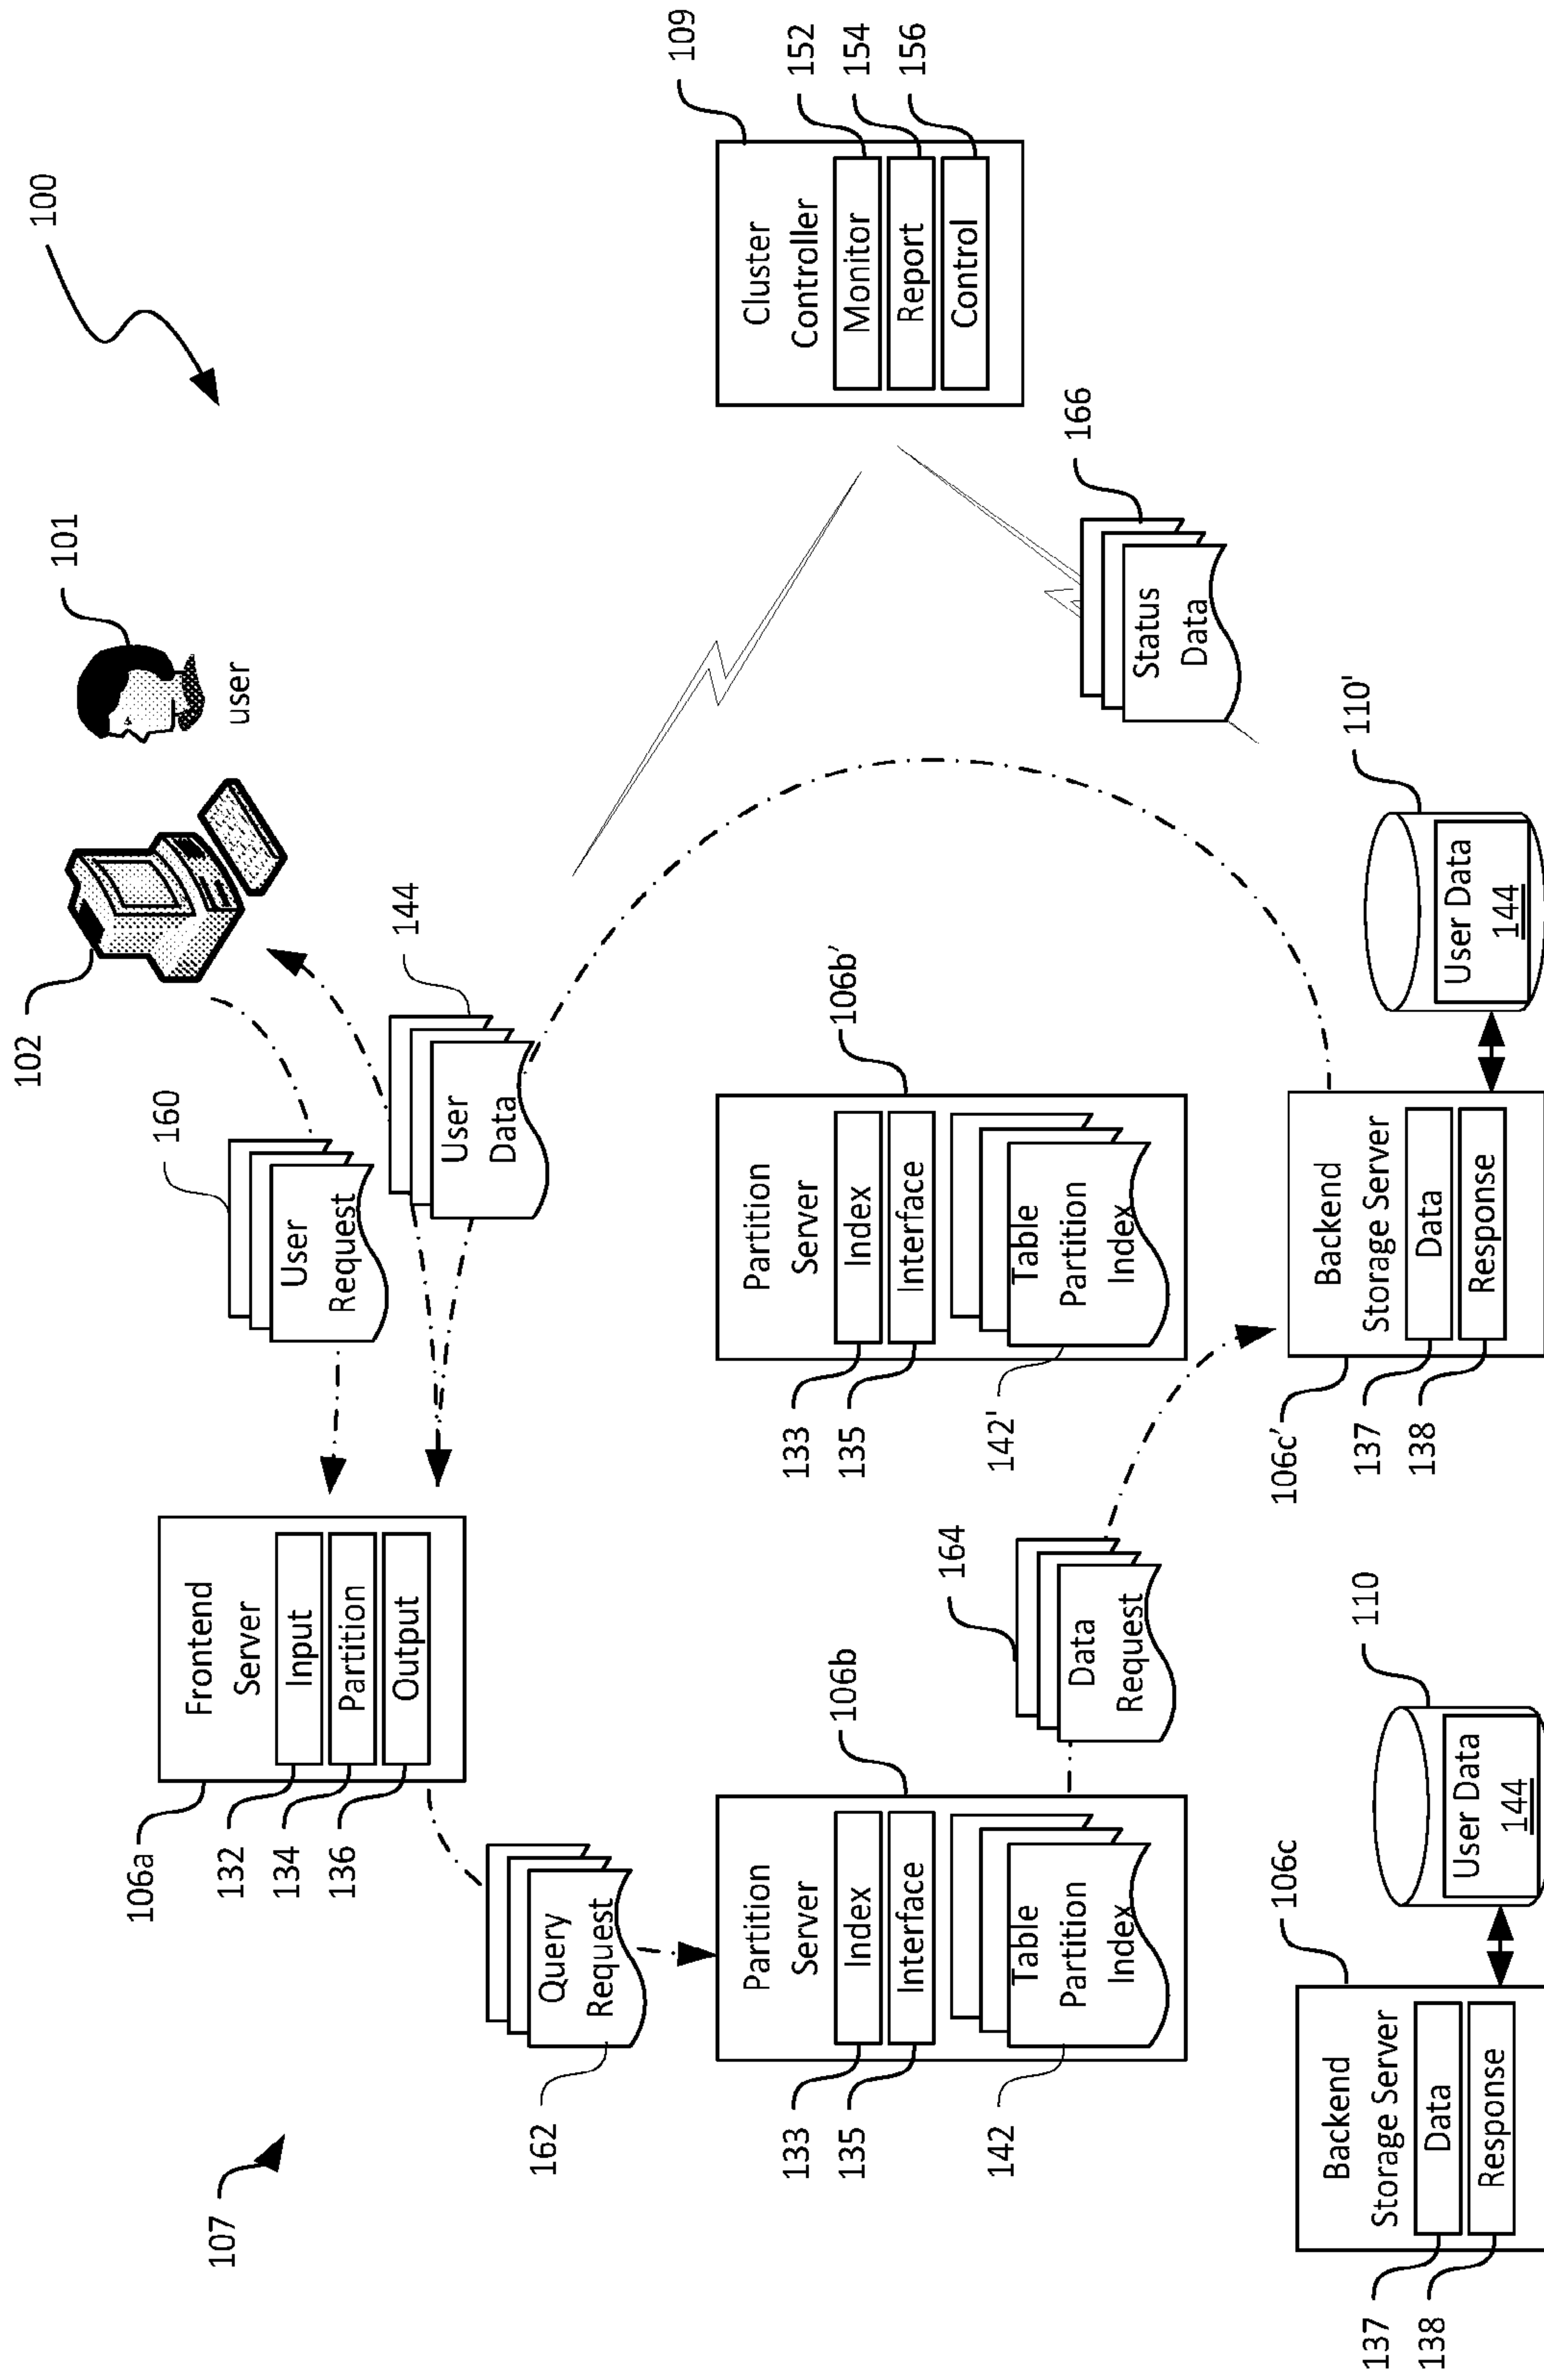 100
102
101
user
160
User
Request
144
User
Data
107
106a
Frontend
Server
132
Input
134
Partition
136
Output
162
Query
Request
109
Cluster
Controller
Monitor
152
Report
154
Control
156
166
Status
Data
106b
Partition
Server
133
Index
135
Interface
142
Table
Partition
Index
164
Data
Request
106b'
Partition
Server
133
Index
135
Interface
142'
Table
Partition
Index
106c
Backend
Storage Server
137
Data
138
Response
110
User Data
144
106c'
Backend
Storage Server
137
Data
138
Response
110'
User Data
144